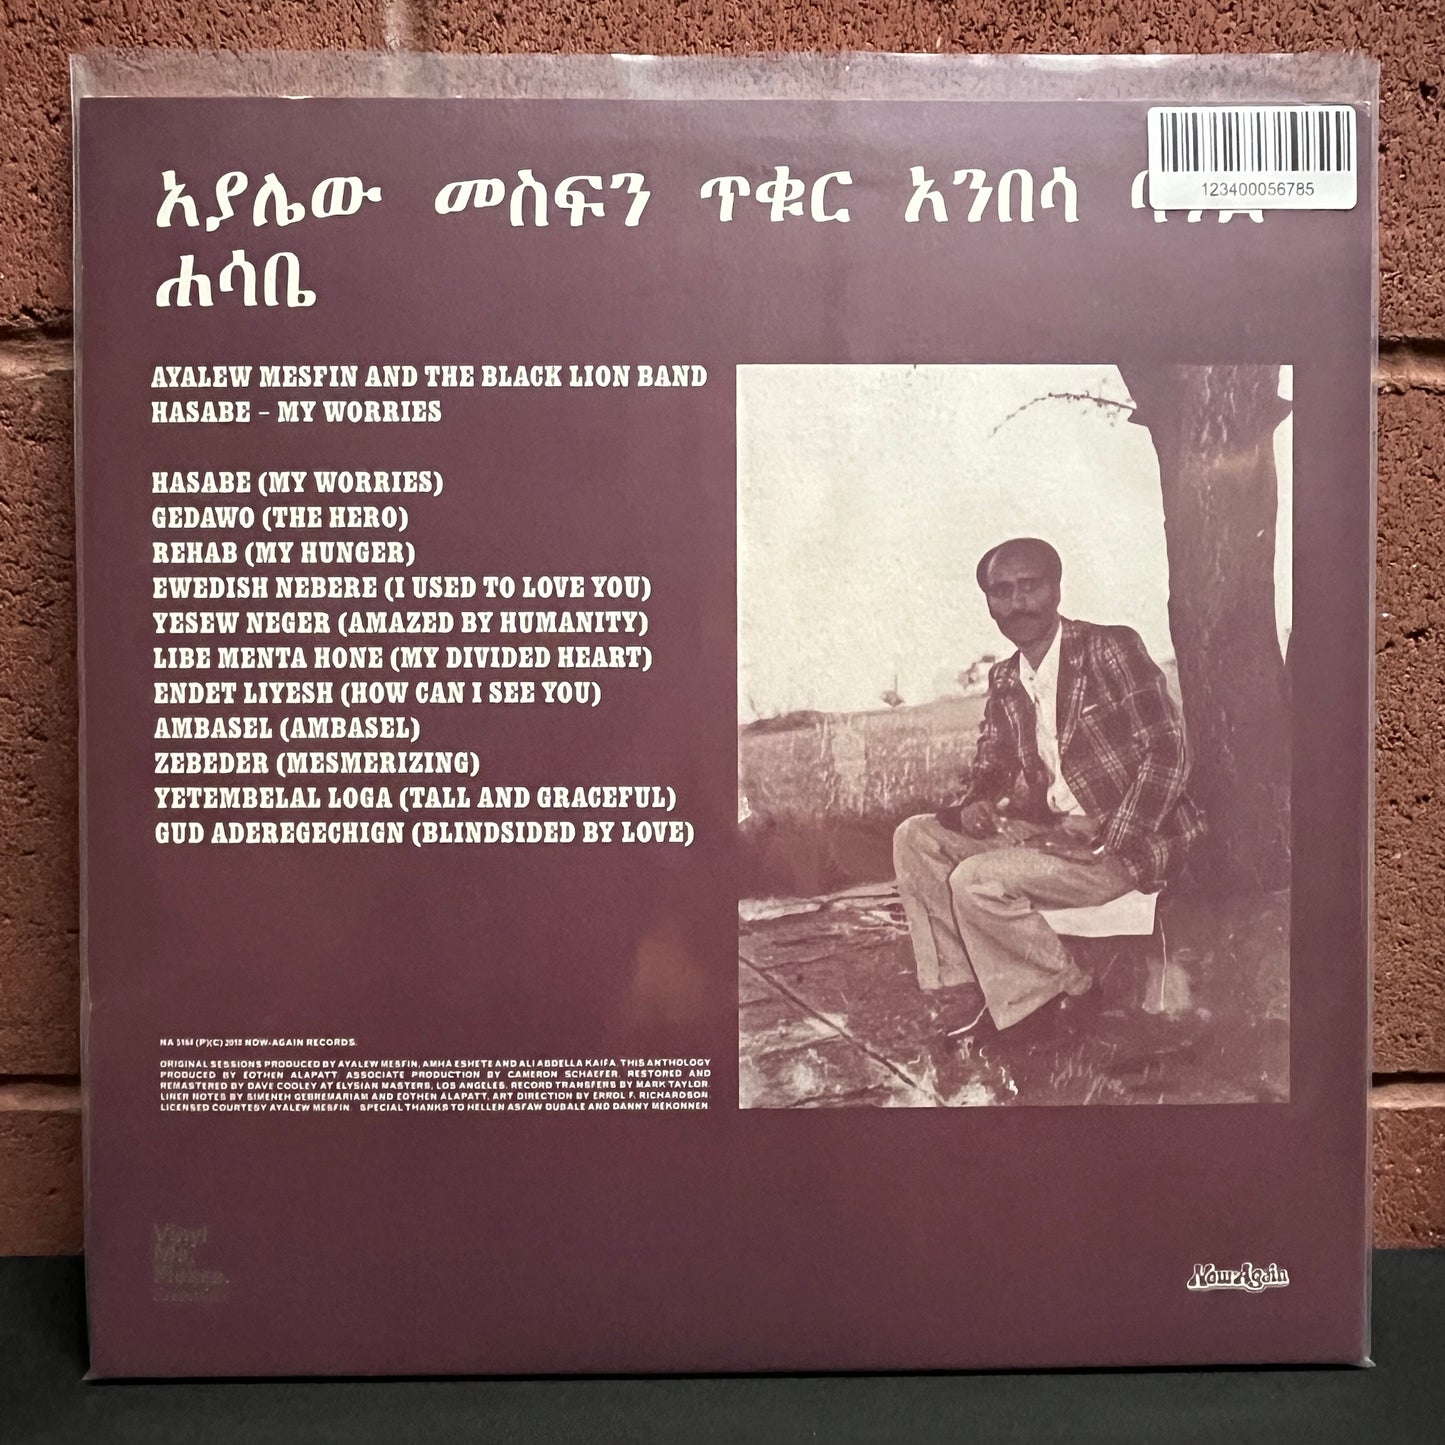 አያሌው መስፍን ጥቁር አንበሳ
123400056785
ሐሳቤ
AYALEW MESFIN AND THE BLACK LION BAND
HASABE – MY WORRIES
HASABE (MY WORRIES)
GEDAWO (THE HERO)
REHAB (MY HUNGER)
EWEDISH NEBERE (I USED TO LOVE YOU)
YESEW NEGER (AMAZED BY HUMANITY)
LIBE MENTA HONE (MY DIVIDED HEART)
ENDET LIYESH (HOW CAN I SEE YOU)
AMBASEL (AMBASEL)
ZEBEDER (MESMERIZING)
YETEMBELAL LOGA (TALL AND GRACEFUL)
GUD ADEREGECHIGN (BLINDSIDED BY LOVE)
NA 5164 (P)(C) 2018 NOW-AGAIN RECORDS.
ORIGINAL SESSIONS PRODUCED BY AYALEW MESFIN, AMHA ESHETE AND ALI ABDELLA KAIFA. THIS ANTHOLOGY
PRODUCED BY EOTHEN ALAPATT ASSOCIATE PRODUCTION BY CAMERON SCHAEFER. RESTORED AND
REMASTERED BY DAVE COOLEY AT ELYSIAN MASTERS, LOS ANGELES. RECORD TRANSFERS BY MARK TAYLOR.
LINER NOTES BY SIMENEH GEBREMARIAM AND EOTHEN ALAPATT. ART DIRECTION BY ERROL F. RICHARDSON.
LICENSED COURTESY AYALEW MESFIN. SPECIAL THANKS TO HELLEN ASFAW DUBALE AND DANNY MEKONNEN
Vinyl
Me,
Please.
Now-Again